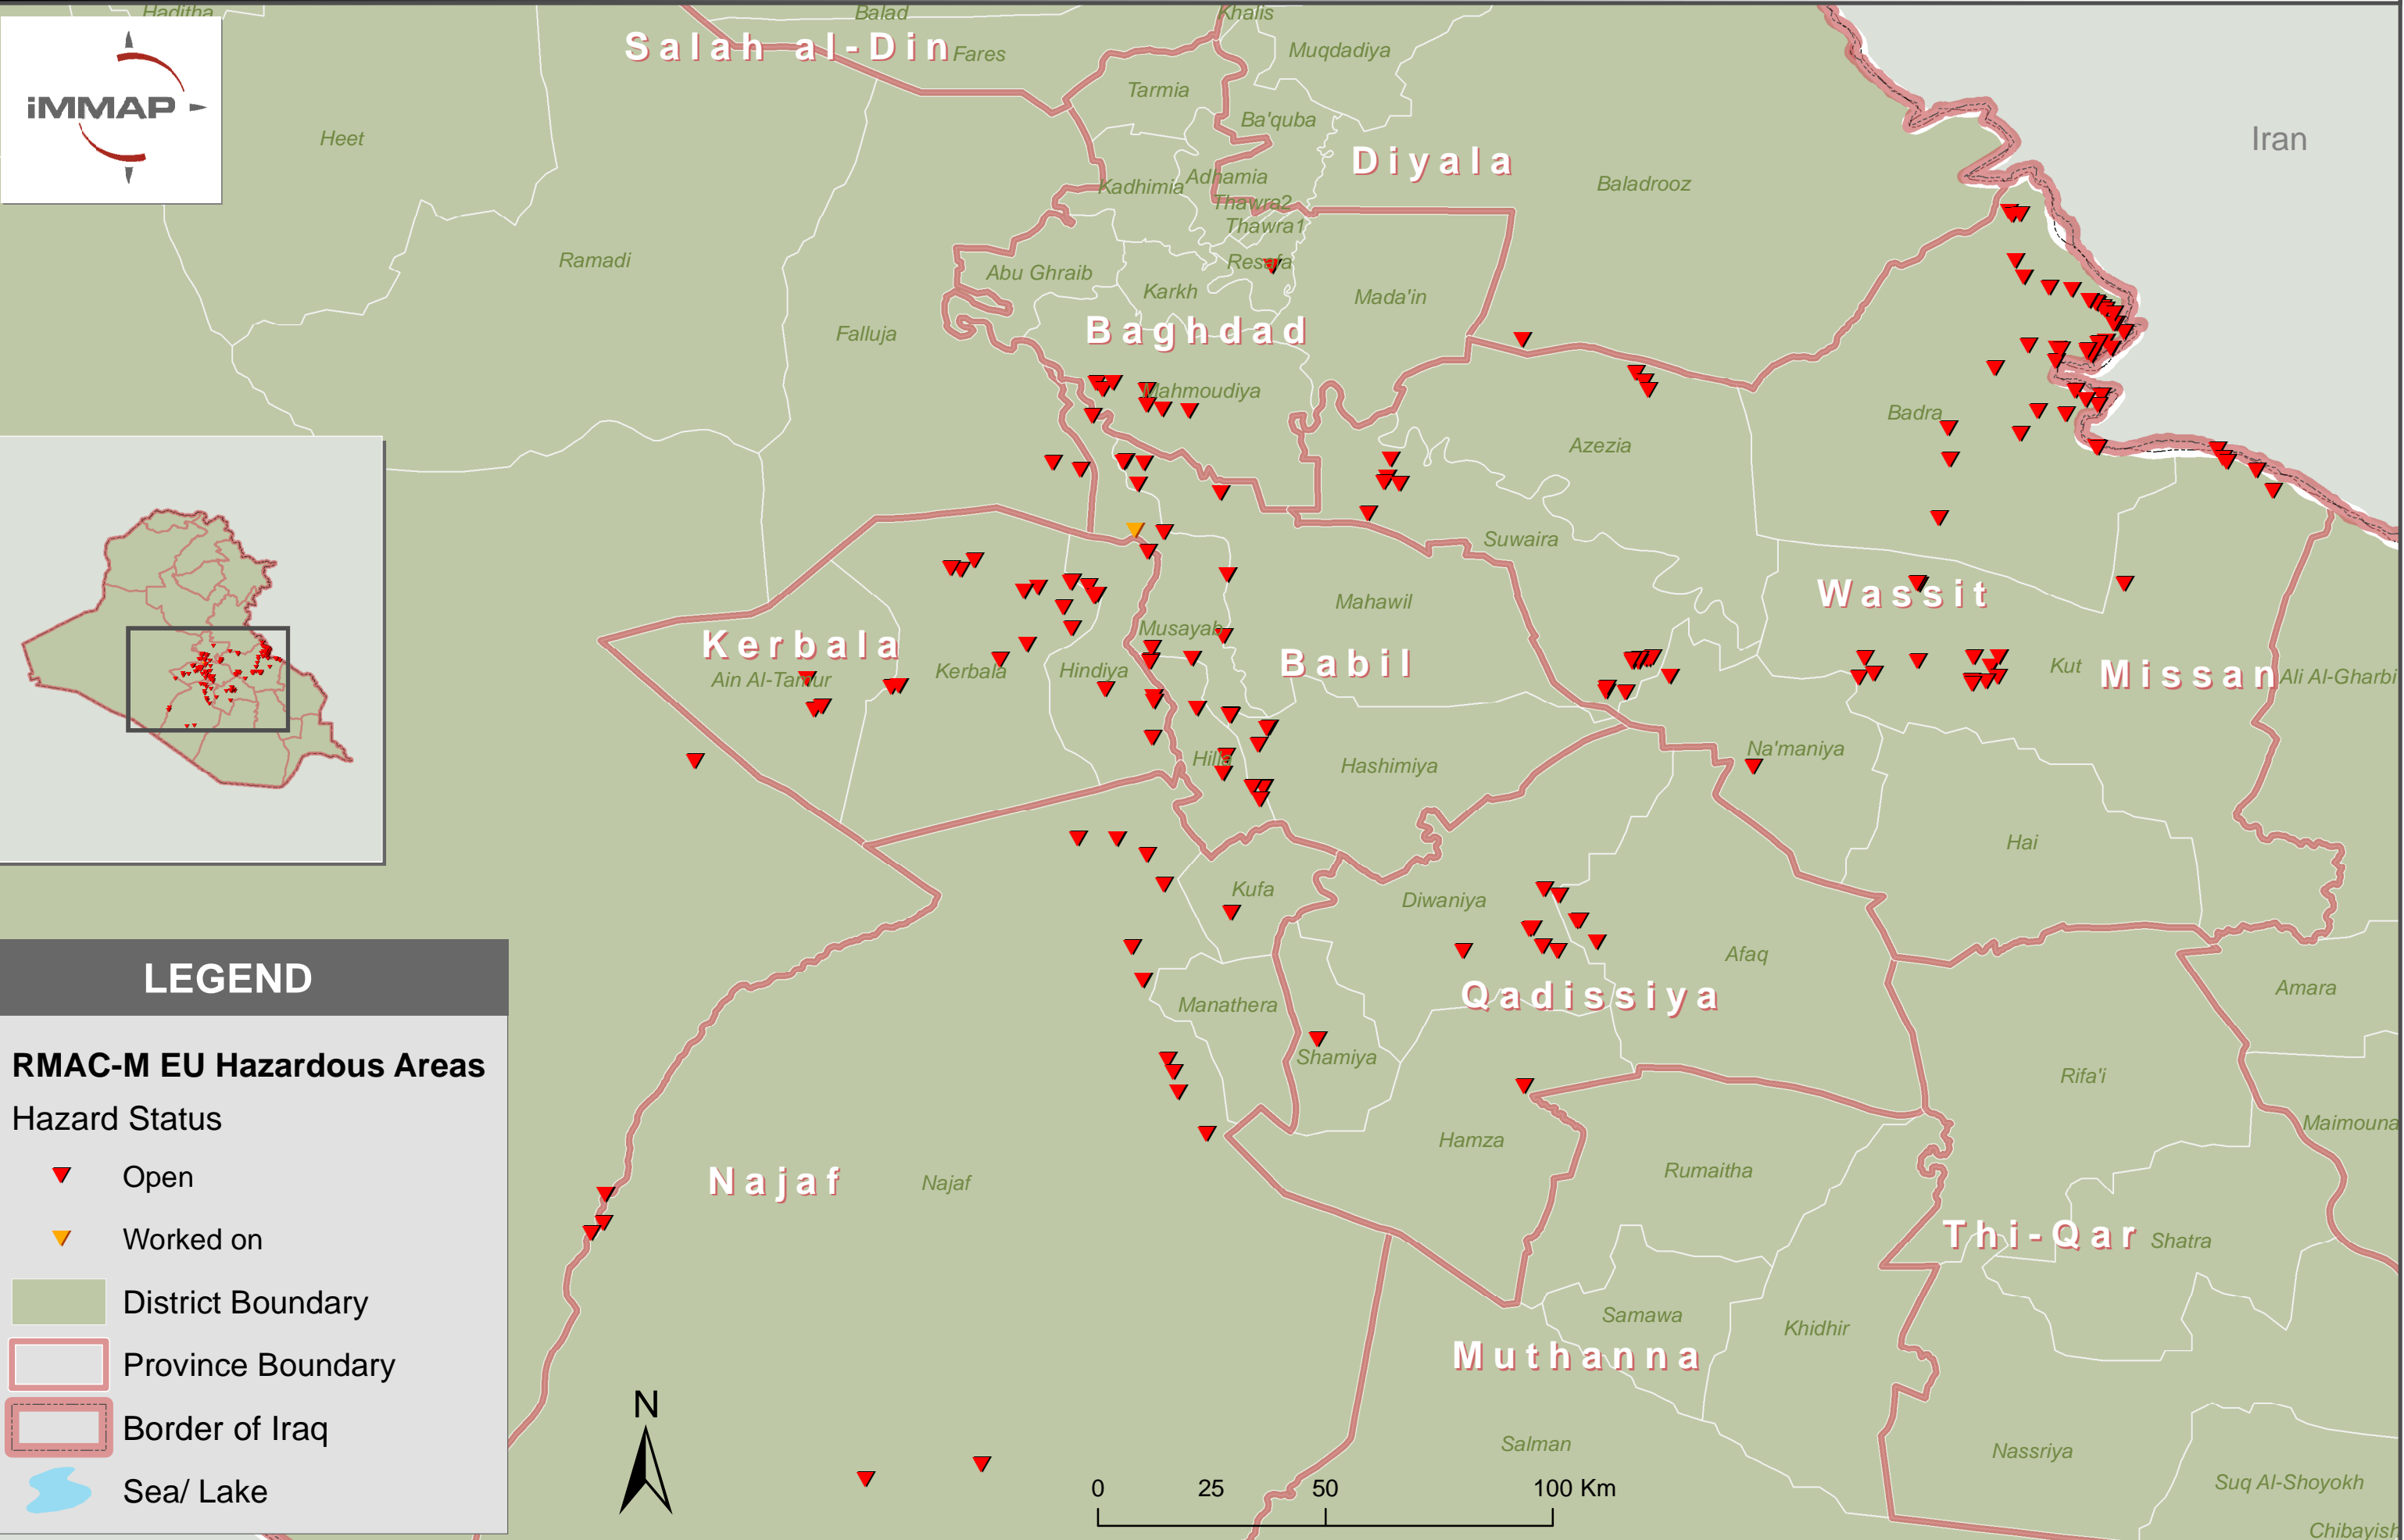 Haditha
Balad
Khalis
Salah al-Din
Fares
Muqdadiya
iMMAP
Tarmia
Heet
Ba'quba
Iran
Diyala
Kadhimia
Adhamia
Baladrooz
Thawra2
Thawra1
Ramadi
Resafa
Abu Ghraib
Karkh
Mada'in
Falluja
Baghdad
Mahmoudiya
Badra
Azezia
Suwaira
Wassit
Mahawil
Musayab
Kerbala
Babil
Kut
Missan
Ali Al-Gharbi
Ain Al-Tamur
Kerbala
Hindiya
Na'maniya
Hilla
Hashimiya
Hai
Kufa
Diwaniya
Afaq
LEGEND
Amara
Qadissiya
Manathera
RMAC-M EU Hazardous Areas
Shamiya
Rifa'i
Hazard Status
Maimouna
Hamza
Open
Rumaitha
Najaf
Najaf
Worked on
Thi-Qar
Shatra
District Boundary
Samawa
Khidhir
Muthanna
Province Boundary
N
Border of Iraq
Salman
Nassriya
Sea/ Lake
0 25 50 100 Km
Suq Al-Shoyokh
Chibayish